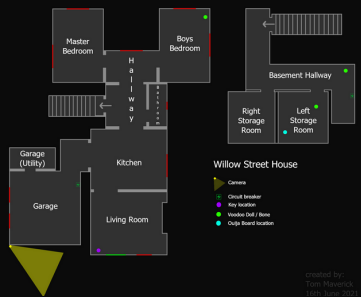 Master
Bedroom
Boys
Bedroom
Hallway
Basement Hallway
Right
Storage
Room
Left
Storage
Room
Garage
(Utility)
Kitchen
Garage
Living Room
Willow Street House
Camera
Circuit breaker
Key location
Voodoo Doll / Bone
Ouija Board location
created by:
Tom Maverick
16th June 2021